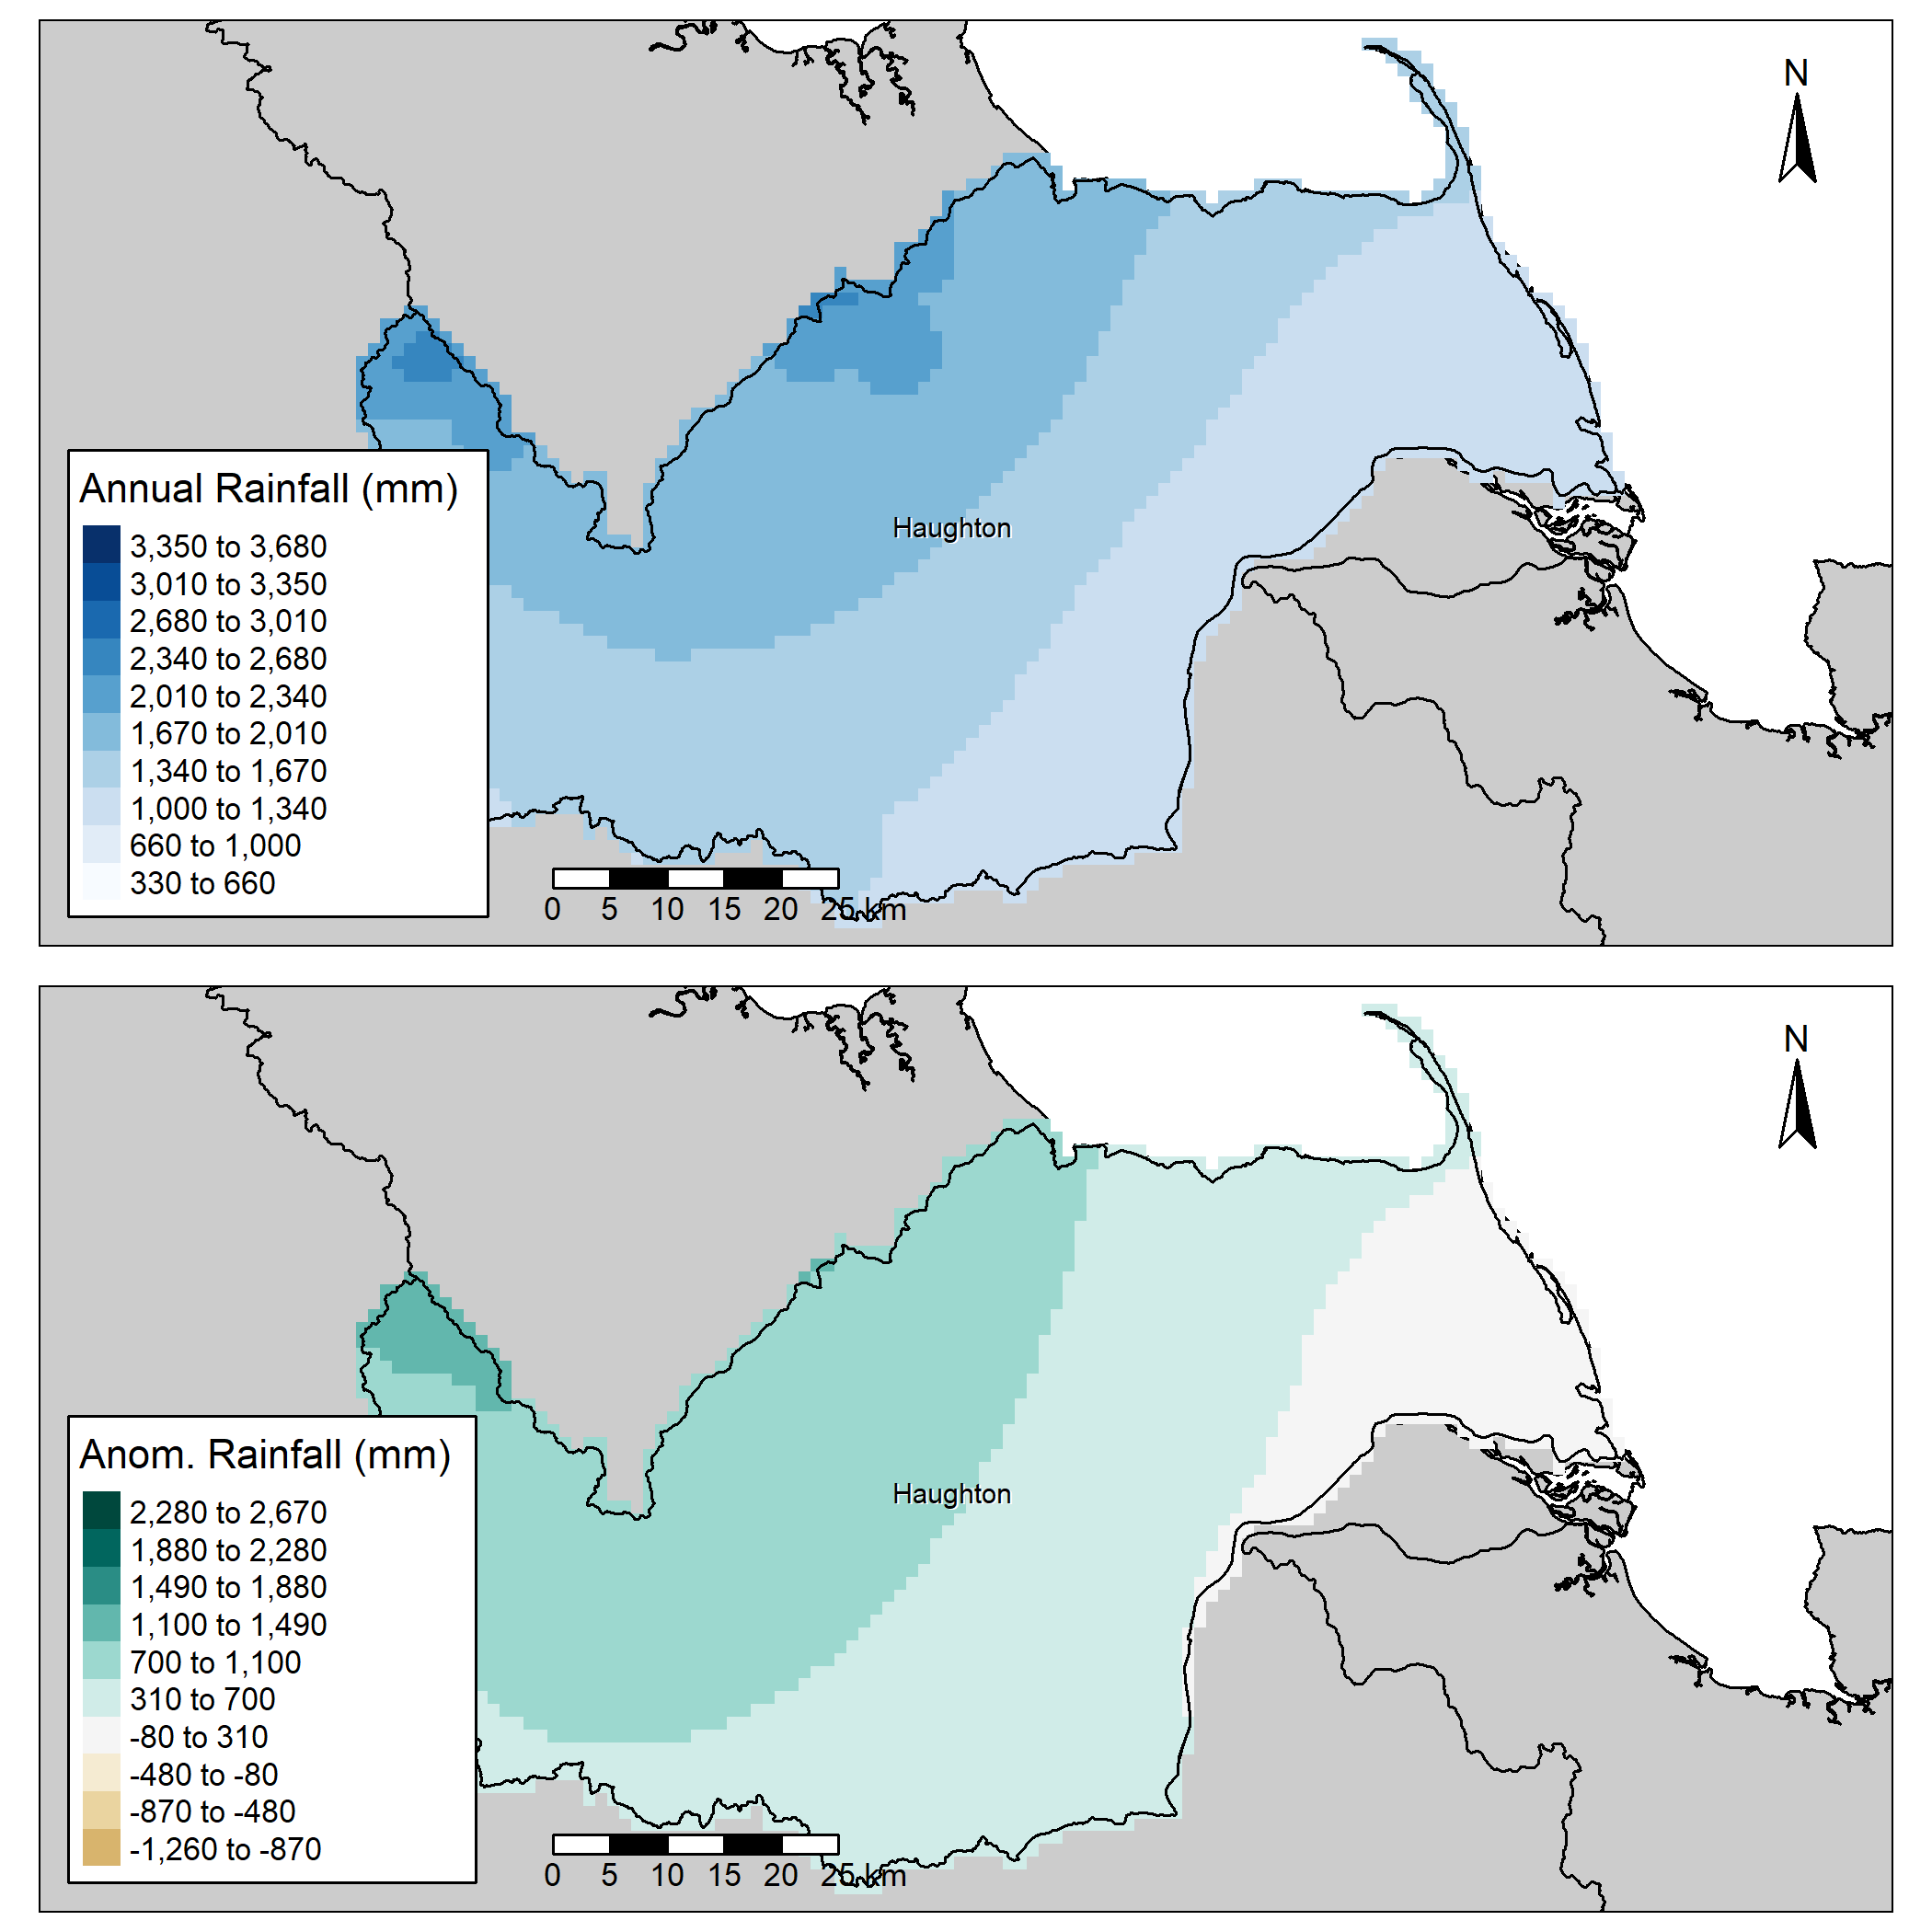 N
Haughton
Annual Rainfall (mm)
3,350 to 3,680
3,010 to 3,350
2,680 to 3,010
2,340 to 2,680
2,010 to 2,340
1,670 to 2,010
1,340 to 1,670
1,000 to 1,340
660 to 1,000
330 to 660
0 5 10 15 20 25 km
N
Haughton
Anom. Rainfall (mm)
2,280 to 2,670
1,880 to 2,280
1,490 to 1,880
1,100 to 1,490
700 to 1,100
310 to 700
-80 to 310
-480 to -80
-870 to -480
-1,260 to -870
0 5 10 15 20 25 km